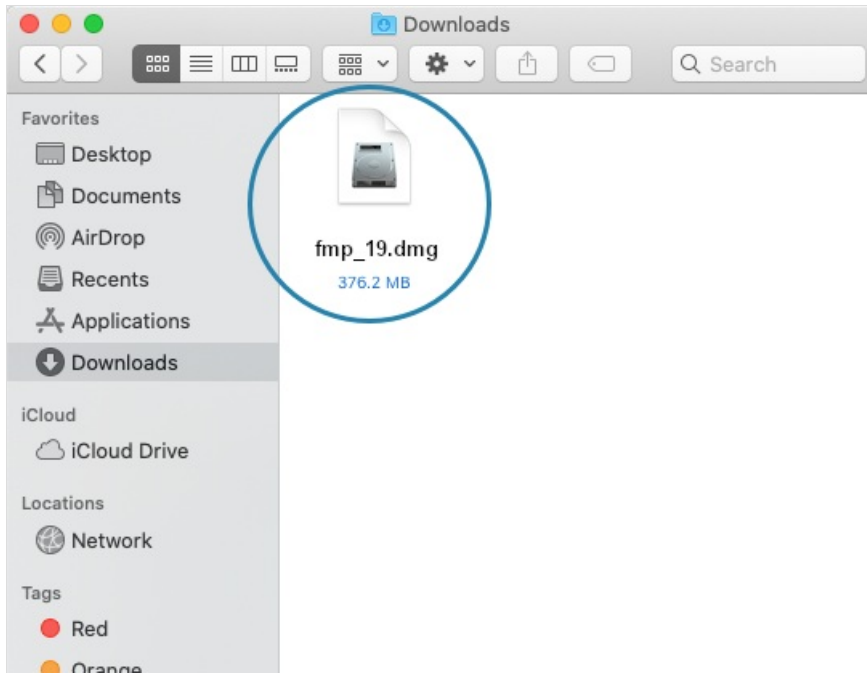 Downloads
Search
Favorites
Desktop
Documents
AirDrop
Recents
Applications
Downloads
iCloud
iCloud Drive
Locations
Network
Tags
Red
Orange
fmp_19.dmg
376.2 MB